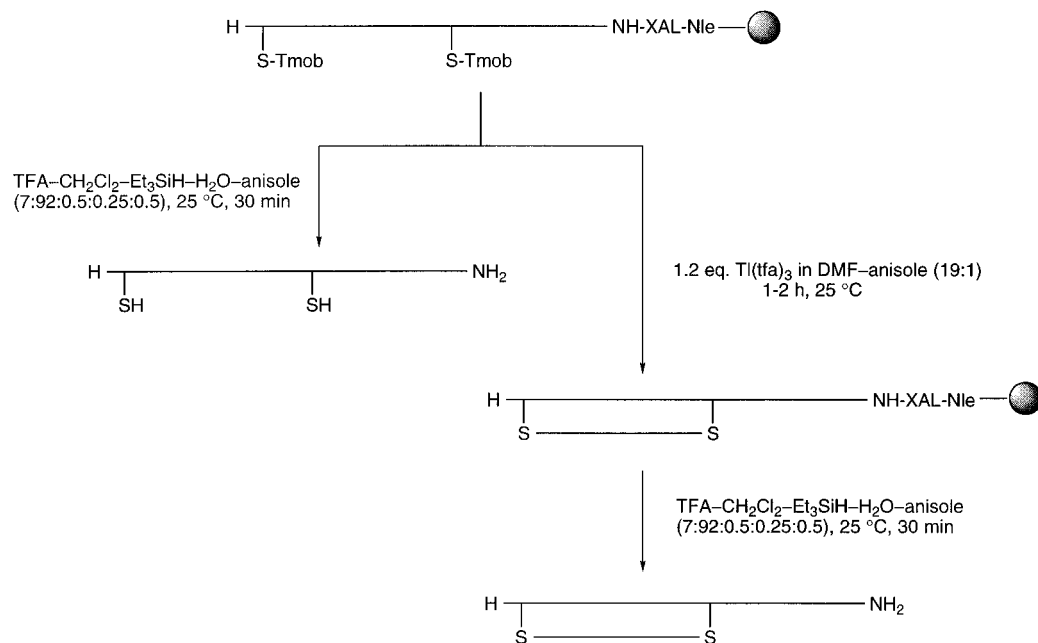 H NH-XAL-Nle
S-Tmob S-Tmob
TFA–CH₂Cl₂–Et₃SiH–H₂O–anisole
(7:92:0.5:0.25:0.5), 25 °C, 30 min
H NH₂
SH SH
1.2 eq. Tl(tfa)₃ in DMF–anisole (19:1)
1-2 h, 25 °C
H NH-XAL-Nle
S S
TFA–CH₂Cl₂–Et₃SiH–H₂O–anisole
(7:92:0.5:0.25:0.5), 25 °C, 30 min
H NH₂
S S